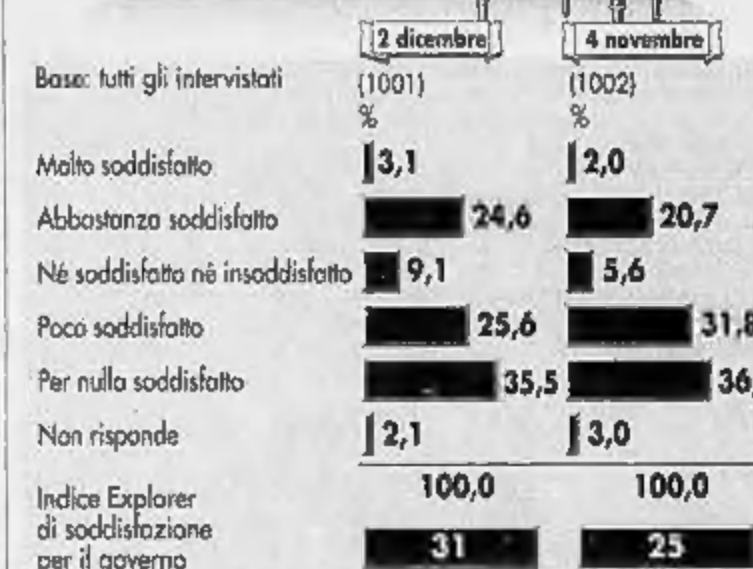 2 dicembre 4 novembre
Base: tutti gli intervistati (1001) (1002)
% %
Molto soddisfatto 3,1 2,0
Abbastanza soddisfatto 24,6 20,7
Né soddisfatto né insoddisfatto 9,1 5,6
Poco soddisfatto 25,6 31,8
Per nulla soddisfatto 35,5 36,
Non risponde 2,1 3,0
100,0 100,0
Indice Explorer
di soddisfazione
per il governo 31 25